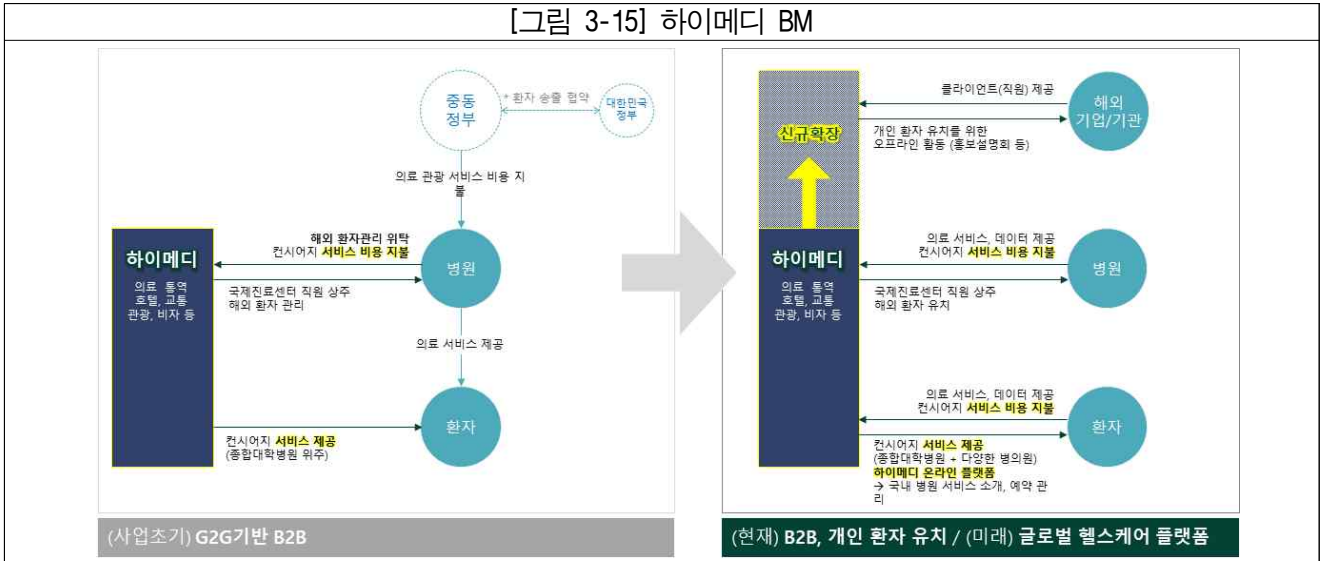 [그림 3-15] 하이메디 BM
중동
정부
* 환자 송출 협약
대한민국
정부
의료 관광 서비스 비용 지
불
하이메디
의료 통역
호텔, 교통
관광, 비자 등
해외 환자관리 위탁
컨시어지 서비스 비용 지불
국제진료센터 직원 상주
해외 환자 관리
병원
의료 서비스 제공
컨시어지 서비스 제공
(종합대학병원 위주)
환자
(사업초기) G2G기반 B2B
신규확장
클라이언트(직원) 제공
개인 환자 유치를 위한
오프라인 활동 (홍보설명회 등)
해외
기업/기관
하이메디
의료 통역
호텔, 교통
관광, 비자 등
의료 서비스, 데이터 제공
컨시어지 서비스 비용 지불
국제진료센터 직원 상주
해외 환자 유치
병원
의료 서비스, 데이터 제공
컨시어지 서비스 비용 지불
컨시어지 서비스 제공
(종합대학병원 + 다양한 병의원)
하이메디 온라인 플랫폼
→ 국내 병원 서비스 소개, 예약 관
리
환자
(현재) B2B, 개인 환자 유치 / (미래) 글로벌 헬스케어 플랫폼